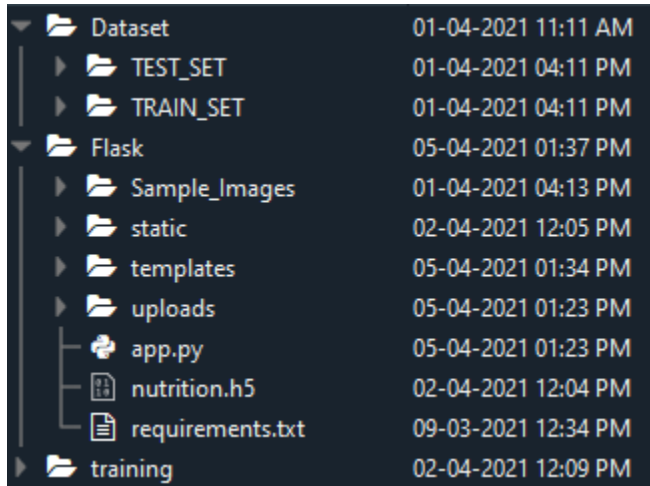 Dataset 01-04-2021 11:11 AM
TEST_SET 01-04-2021 04:11 PM
TRAIN_SET 01-04-2021 04:11 PM
Flask 05-04-2021 01:37 PM
Sample_Images 01-04-2021 04:13 PM
static 02-04-2021 12:05 PM
templates 05-04-2021 01:34 PM
uploads 05-04-2021 01:23 PM
app.py 05-04-2021 01:23 PM
nutrition.h5 02-04-2021 12:04 PM
requirements.txt 09-03-2021 12:34 PM
training 02-04-2021 12:09 PM